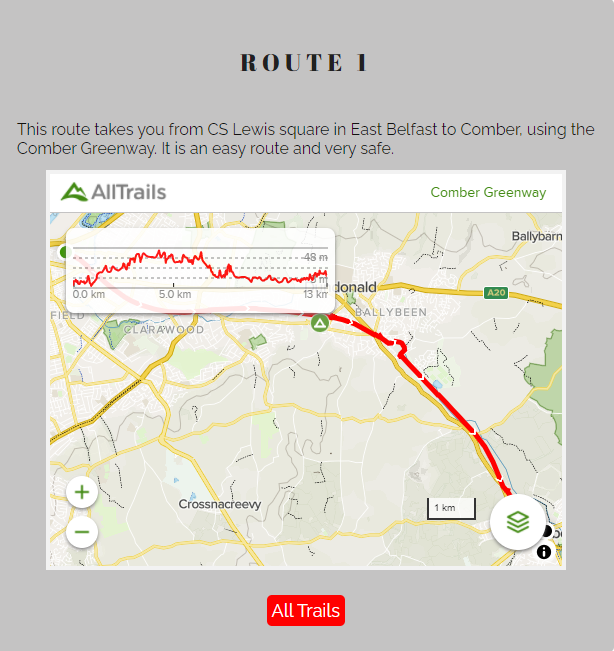 ROUTE 1
This route takes you from CS Lewis square in East Belfast to Comber, using the
Comber Greenway. It is an easy route and very safe.
AllTrails
Comber Greenway
Ballybarn
48 m
0.0 km 5.0 km 13 km
donald
A20
FIELD
BALLYBEEN
CLARAWOOD
+
Crossnacreevy
1 km
−
i
All Trails